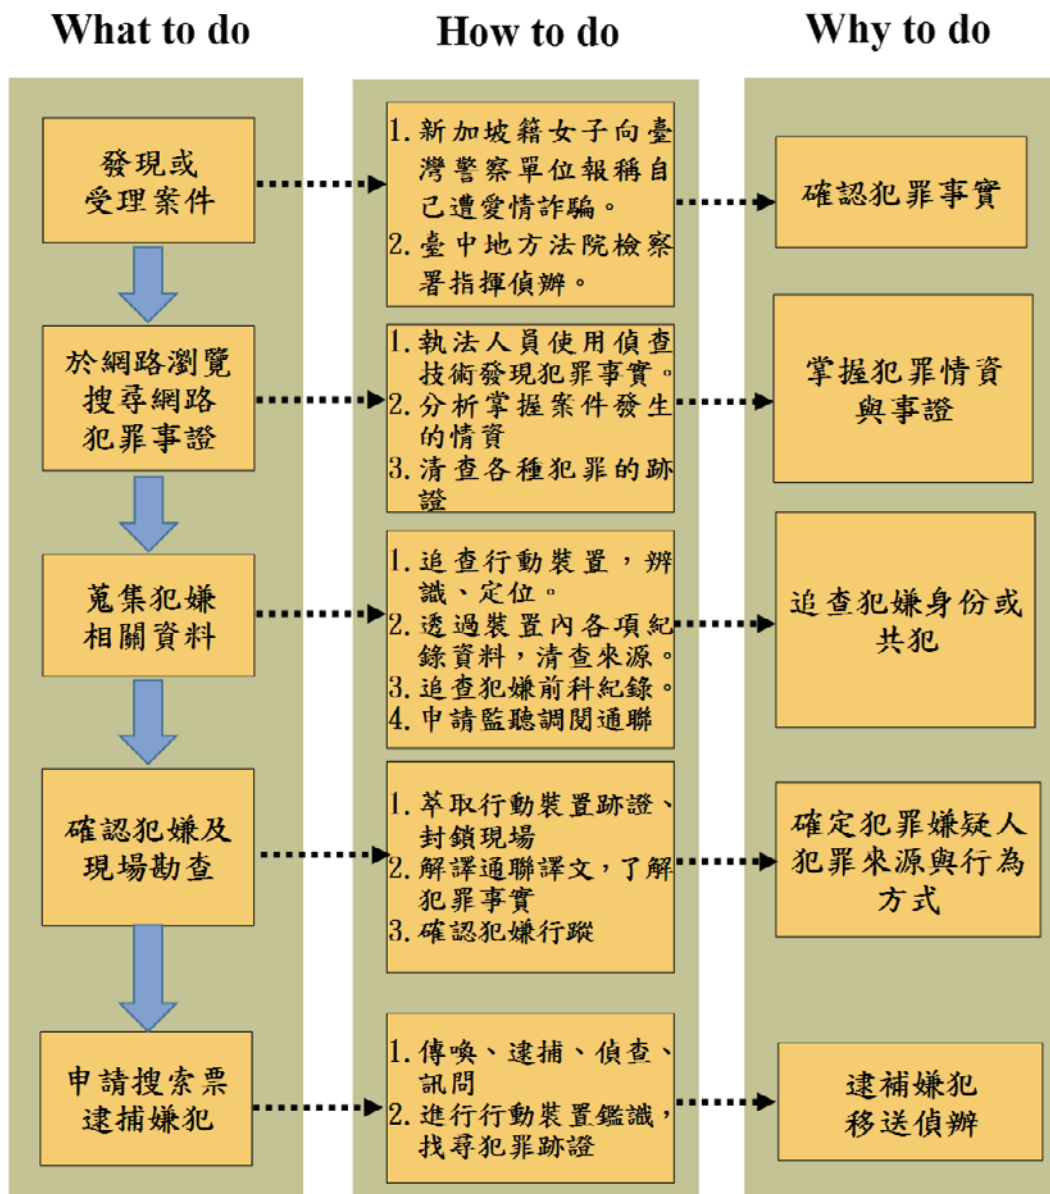 What to do
How to do
Why to do
發現或
受理案件
1. 新加坡籍女子向臺
灣警察單位報稱自
己遭愛情詐騙。
2. 臺中地方法院檢察
署指揮偵辦。
確認犯罪事實
於網路瀏覽
搜尋網路
犯罪事證
1. 執法人員使用偵查
技術發現犯罪事實。
2. 分析掌握案件發生
的情資
3. 清查各種犯罪的跡
證
掌握犯罪情資
與事證
蒐集犯嫌
相關資料
1. 追查行動裝置，辨
識、定位。
2. 透過裝置內各項紀
錄資料，清查來源。
3. 追查犯嫌前科紀錄。
4. 申請監聽調閱通聯
追查犯嫌身份或
共犯
確認犯嫌及
現場勘查
1. 萃取行動裝置跡證、
封鎖現場
2. 解譯通聯譯文，了解
犯罪事實
3. 確認犯嫌行蹤
確定犯罪嫌疑人
犯罪來源與行為
方式
申請搜索票
逮捕嫌犯
1. 傳喚、逮捕、偵查、
訊問
2. 進行行動裝置鑑識，
找尋犯罪跡證
逮補嫌犯
移送偵辦